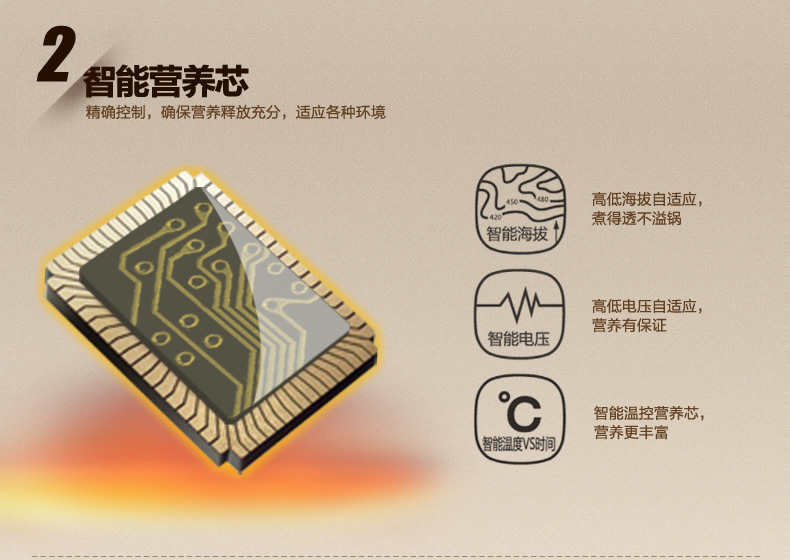 2
智能营养芯
精确控制，确保营养释放充分，适应各种环境
450
480
420
智能海拔
高低海拔自适应，
煮得透不溢锅
智能电压
高低电压自适应，
营养有保证
℃
智能温度VS时间
智能温控营养芯，
营养更丰富